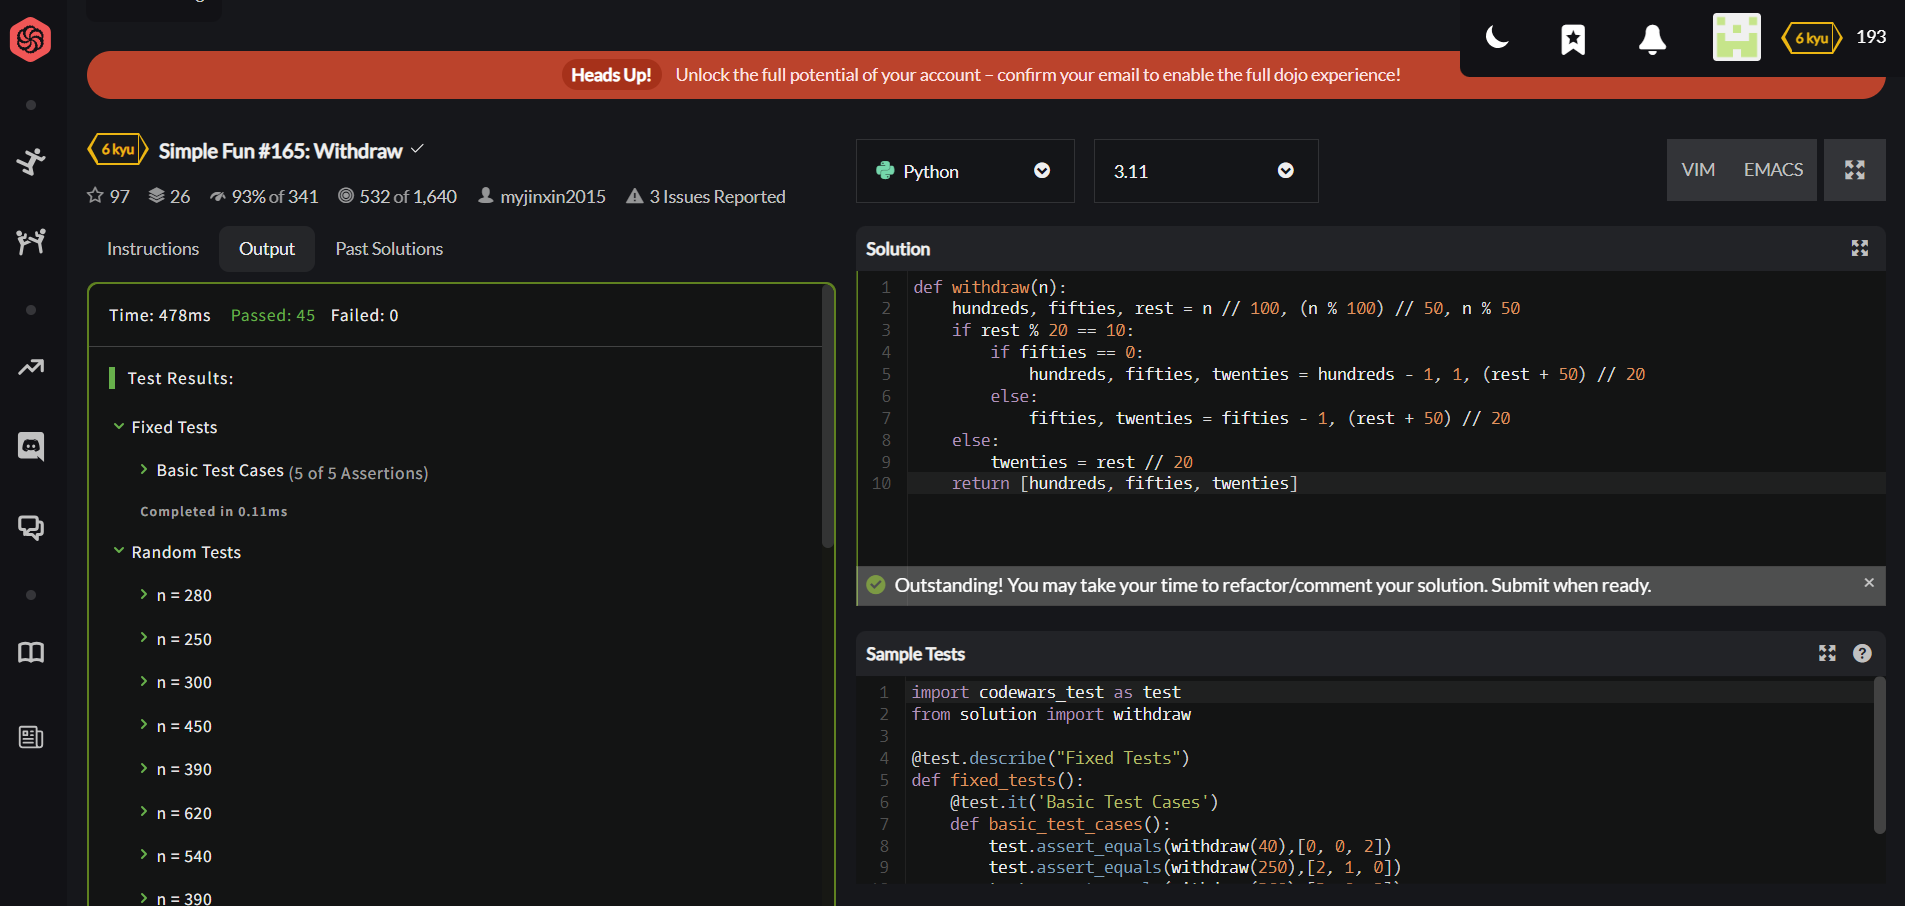 6 kyu 193
Heads Up! Unlock the full potential of your account – confirm your email to enable the full dojo experience!
6 kyu Simple Fun #165: Withdraw
97 26 93% of 341 532 of 1,640 myjinxin2015 3 Issues Reported
Instructions Output Past Solutions
Time: 478ms Passed: 45 Failed: 0
Test Results:
Fixed Tests
Basic Test Cases (5 of 5 Assertions)
Completed in 0.11ms
Random Tests
n = 280
n = 250
n = 300
n = 450
n = 390
n = 620
n = 540
n = 390
Python 3.11 VIM EMACS
Solution
1 def withdraw(n):
2 hundreds, fifties, rest = n // 100, (n % 100) // 50, n % 50
3 if rest % 20 == 10:
4 if fifties == 0:
5 hundreds, fifties, twenties = hundreds - 1, 1, (rest + 50) // 20
6 else:
7 fifties, twenties = fifties - 1, (rest + 50) // 20
8 else:
9 twenties = rest // 20
10 return [hundreds, fifties, twenties]
Outstanding! You may take your time to refactor/comment your solution. Submit when ready. ×
Sample Tests ?
1 import codewars_test as test
2 from solution import withdraw
3
4 @test.describe("Fixed Tests")
5 def fixed_tests():
6 @test.it('Basic Test Cases')
7 def basic_test_cases():
8 test.assert_equals(withdraw(40),[0, 0, 2])
9 test.assert_equals(withdraw(250),[2, 1, 0])